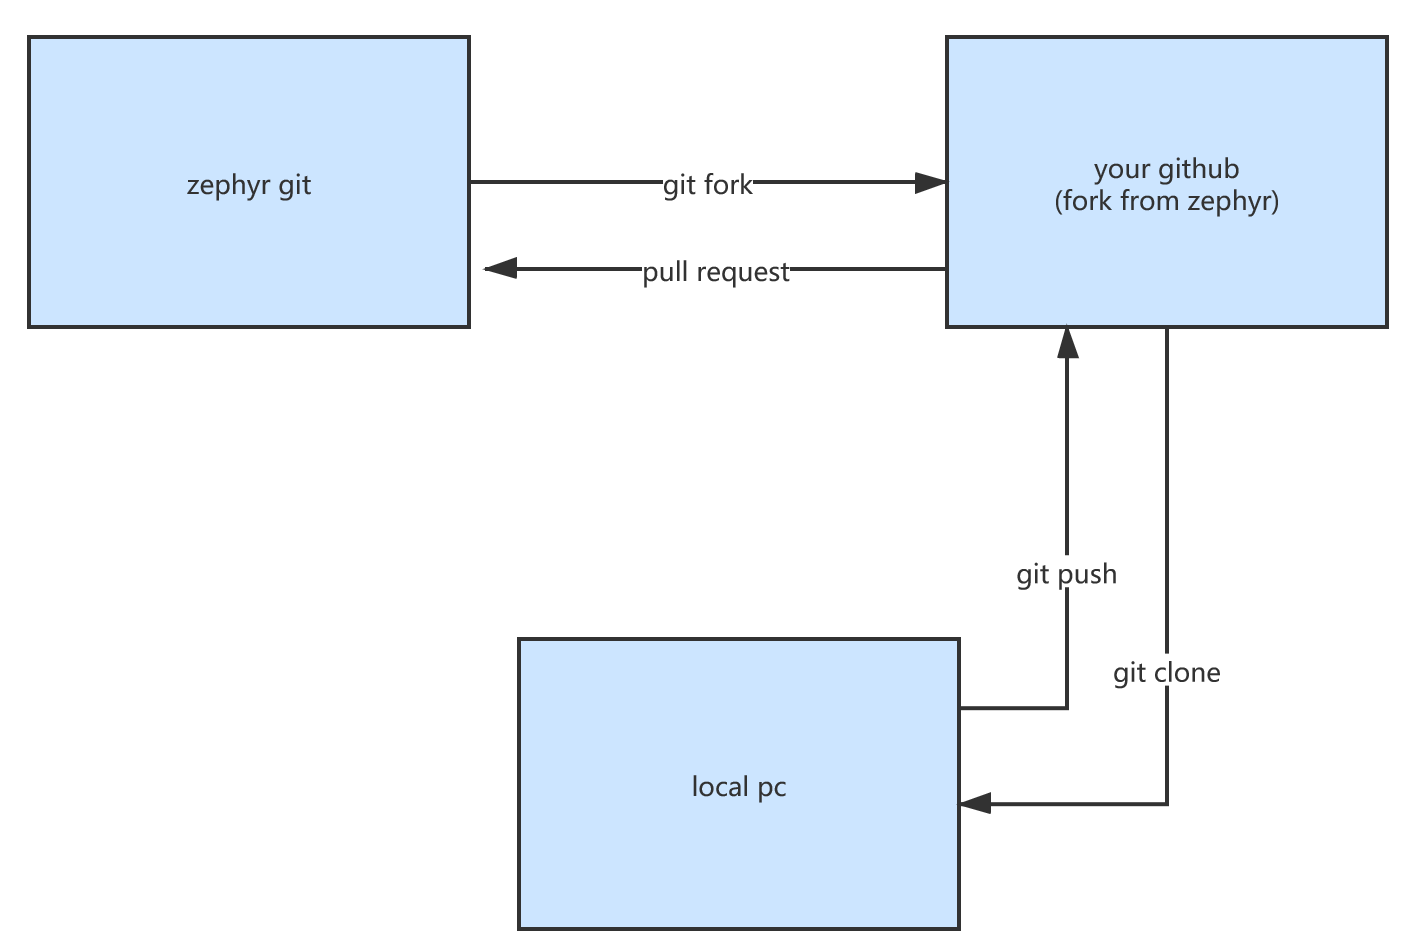 zephyr git
git fork
your github
(fork from zephyr)
pull request
git push
git clone
local pc